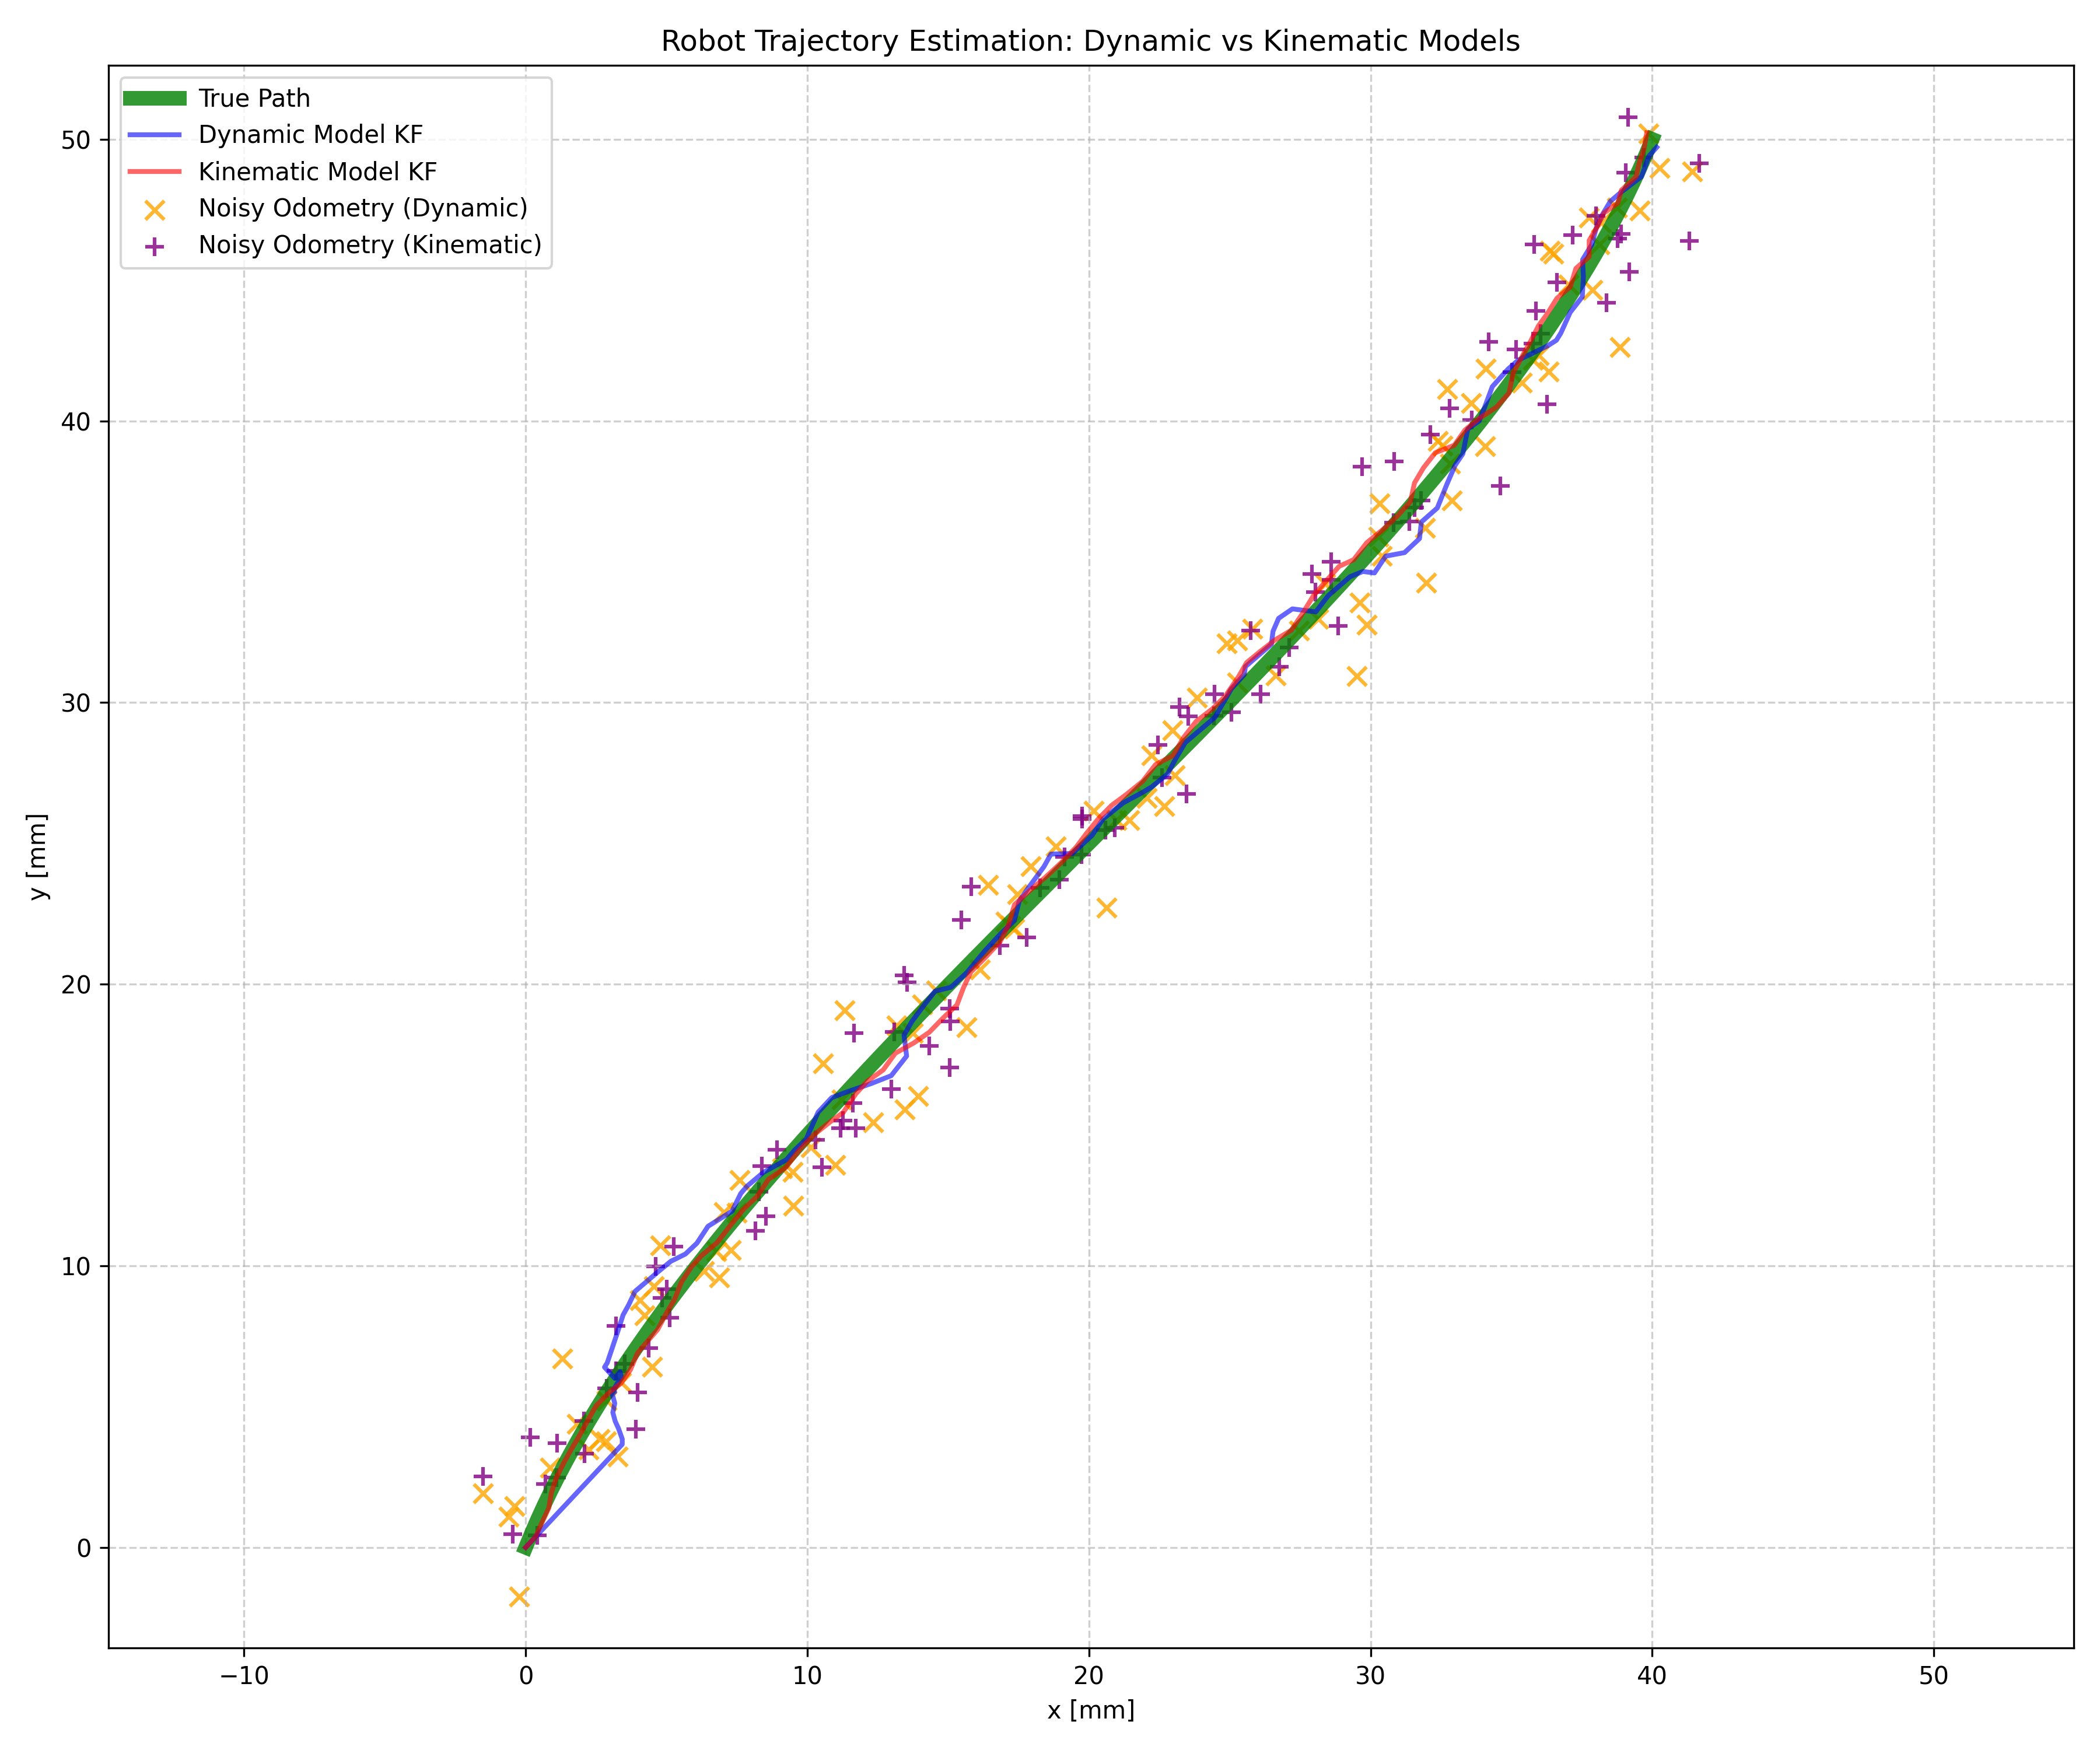 Robot Trajectory Estimation: Dynamic vs Kinematic Models
True Path
Dynamic Model KF
Kinematic Model KF
Noisy Odometry (Dynamic)
Noisy Odometry (Kinematic)
y [mm]
50
40
30
20
10
0
−10 0 10 20 30 40 50
x [mm]